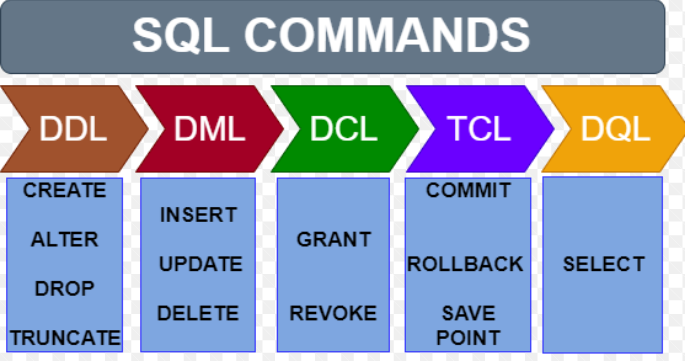 SQL COMMANDS
DDL
DML
DCL
TCL
DQL
CREATE
ALTER
DROP
TRUNCATE
INSERT
UPDATE
DELETE
GRANT
REVOKE
COMMIT
ROLLBACK
SAVE
POINT
SELECT